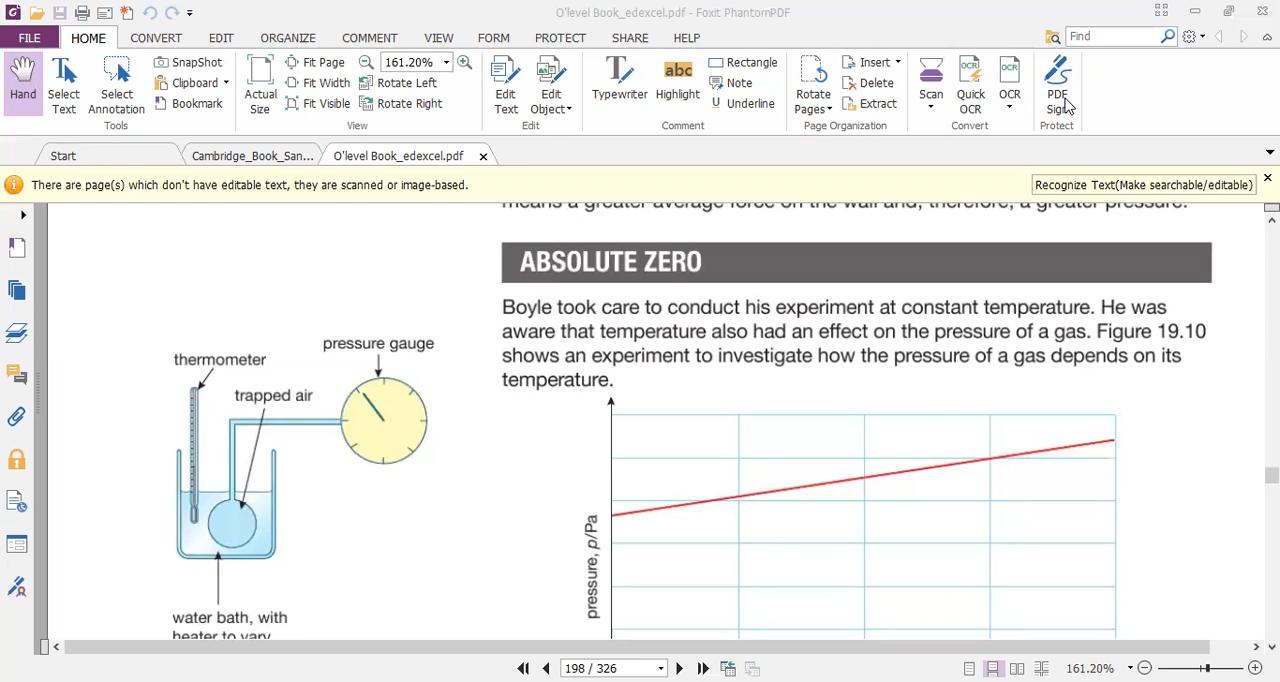 O'level Book_edexcel.pdf - Foxit PhantomPDF
FILE HOME CONVERT EDIT ORGANIZE COMMENT VIEW FORM PROTECT SHARE HELP Find
Hand
Select Text
Select Annotation
SnapShot
Clipboard
Bookmark
Tools
Actual Size
Fit Page
Fit Width
Fit Visible
161.20%
Rotate Left
Rotate Right
View
Edit Text
Edit Object
Edit
Typewriter
abc
Highlight
Rectangle
Note
U Underline
Comment
Rotate Pages
Insert
Delete
Extract
Page Organization
Scan
OCR
Quick OCR
OCR
OCR
Convert
PDF Sign
Protect
Start Cambridge_Book_San... O'level Book_edexcel.pdf
There are page(s) which don't have editable text, they are scanned or image-based. Recognize Text(Make searchable/editable)
means a greater average force on the wall and, therefore, a greater pressure.
ABSOLUTE ZERO
Boyle took care to conduct his experiment at constant temperature. He was
aware that temperature also had an effect on the pressure of a gas. Figure 19.10
shows an experiment to investigate how the pressure of a gas depends on its
temperature.
pressure gauge
thermometer
trapped air
water bath, with
heater to vary
pressure, p/Pa
198 / 326
161.20%